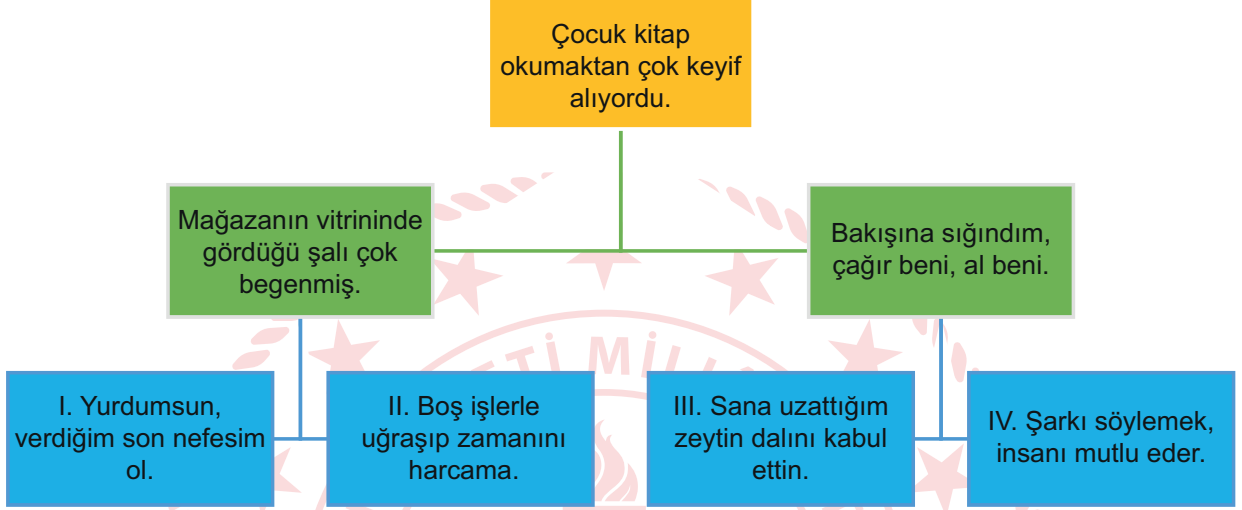 Çocuk kitap
okumaktan çok keyif
alıyordu.
Mağazanın vitrininde
gördüğü şalı çok
begenmiş.
Bakışına sığındım,
çağır beni, al beni.
I. Yurdumsun,
verdiğim son nefesim
ol.
II. Boş işlerle
uğraşıp zamanını
harcama.
III. Sana uzattığım
zeytin dalını kabul
ettin.
IV. Şarkı söylemek,
insanı mutlu eder.